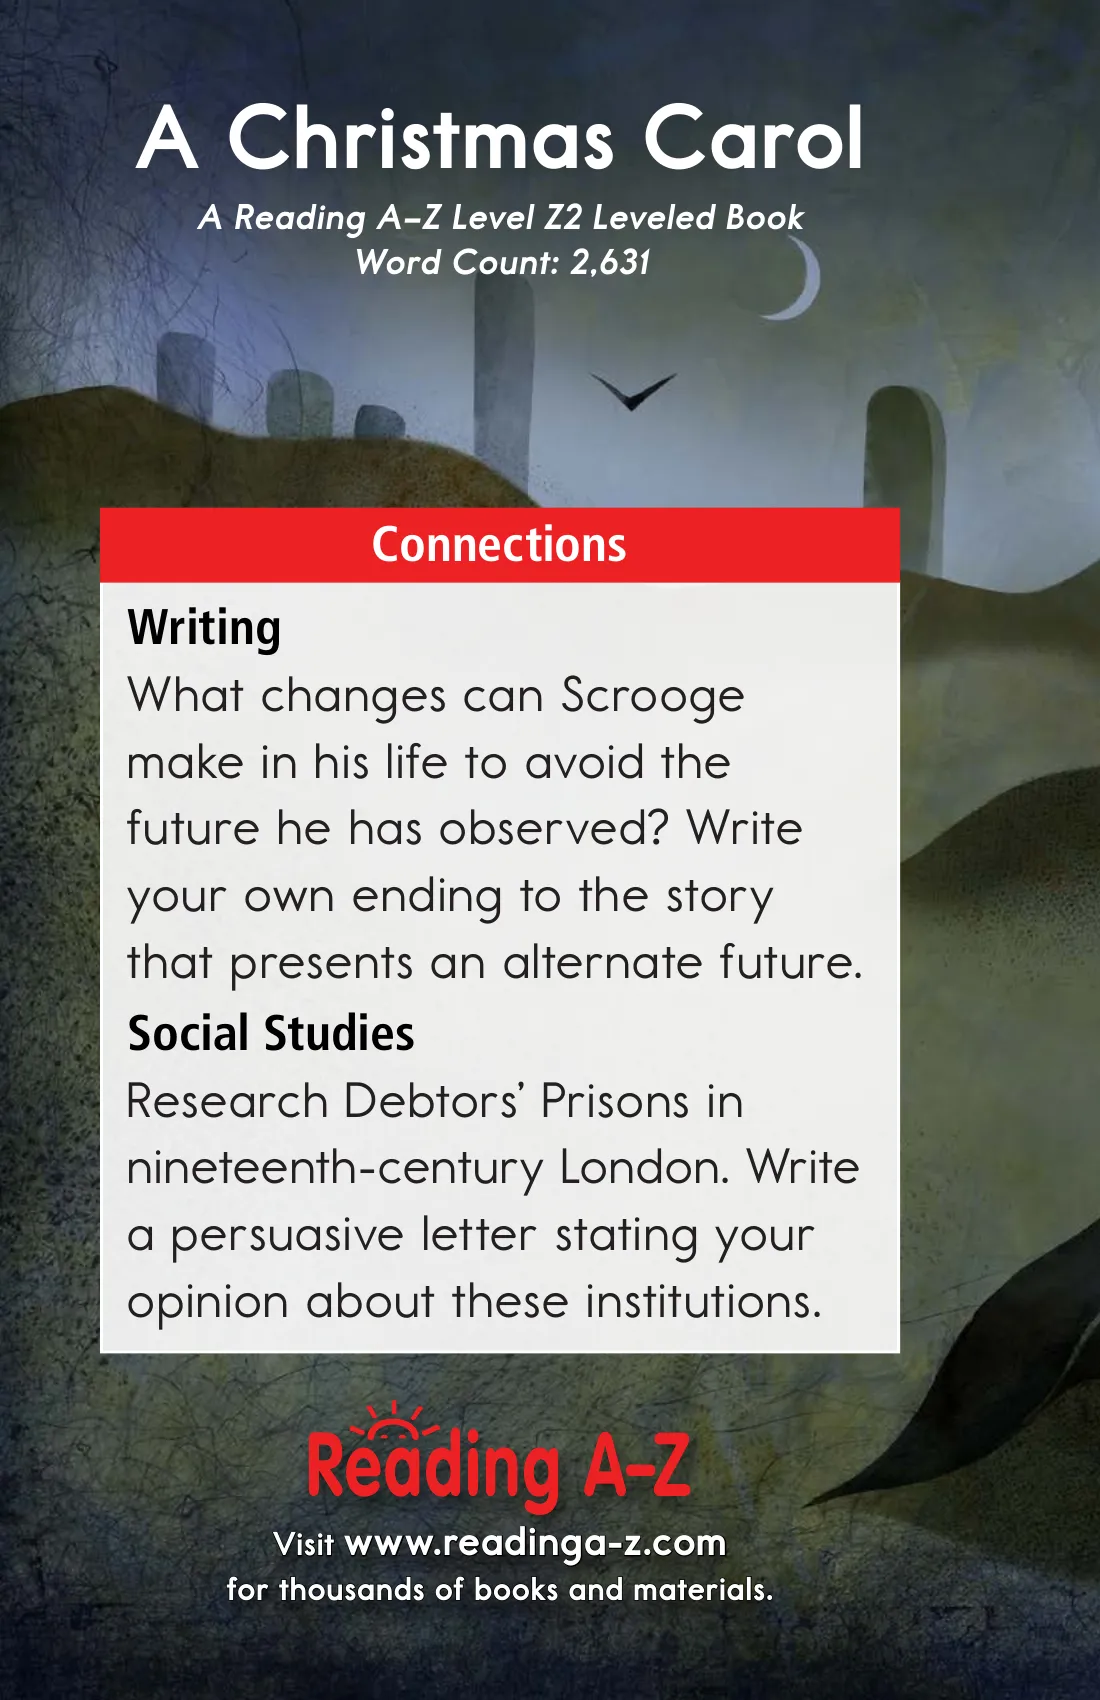 A Christmas Carol
A Reading A–Z Level Z2 Leveled Book
Word Count: 2,631
Connections
Writing
What changes can Scrooge
make in his life to avoid the
future he has observed? Write
your own ending to the story
that presents an alternate future.
Social Studies
Research Debtors’ Prisons in
nineteenth-century London. Write
a persuasive letter stating your
opinion about these institutions.
Reading A–Z
Visit www.readinga-z.com
for thousands of books and materials.